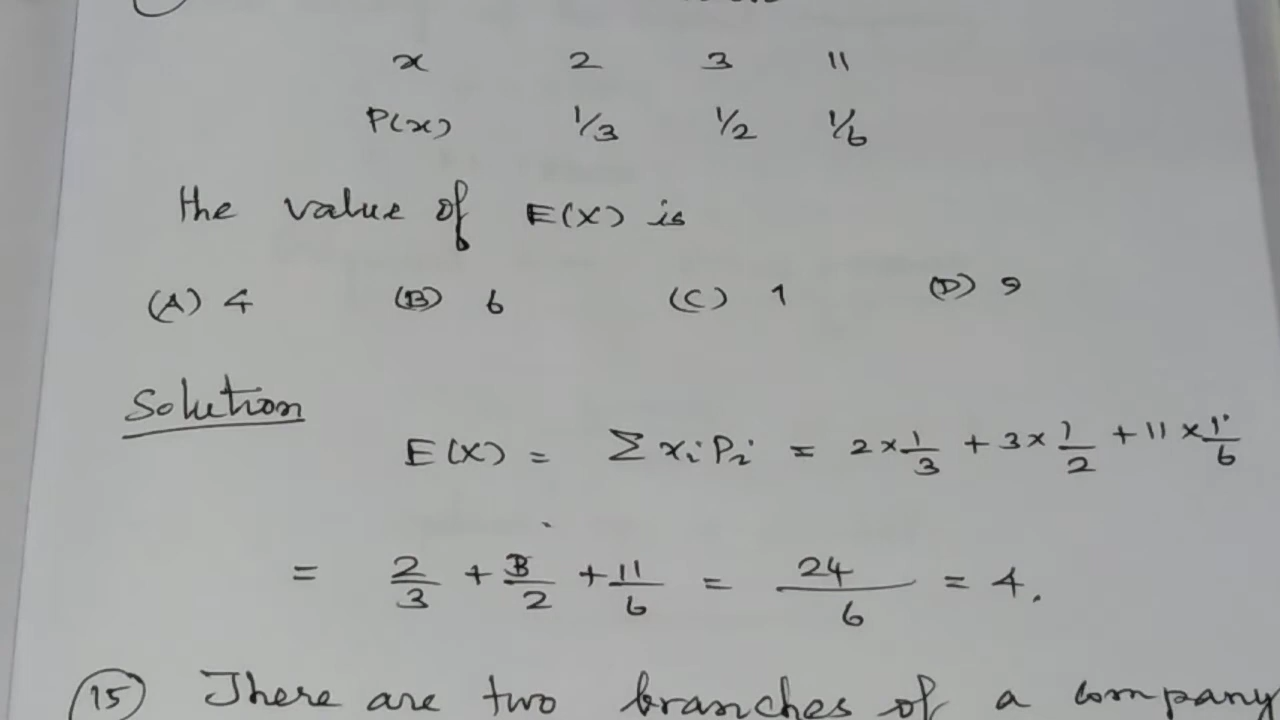 x 2 3 11
P(x) 1/3 1/2 1/6
the value of E(X) is
(A) 4 (B) 6 (C) 1 (D) 9
Solution
E(X) = Σ xi Pi = 2 × 1/3 + 3 × 1/2 + 11 × 1/6
= 2/3 + 3/2 + 11/6 = 24/6 = 4.
(15) There are two branches of a company